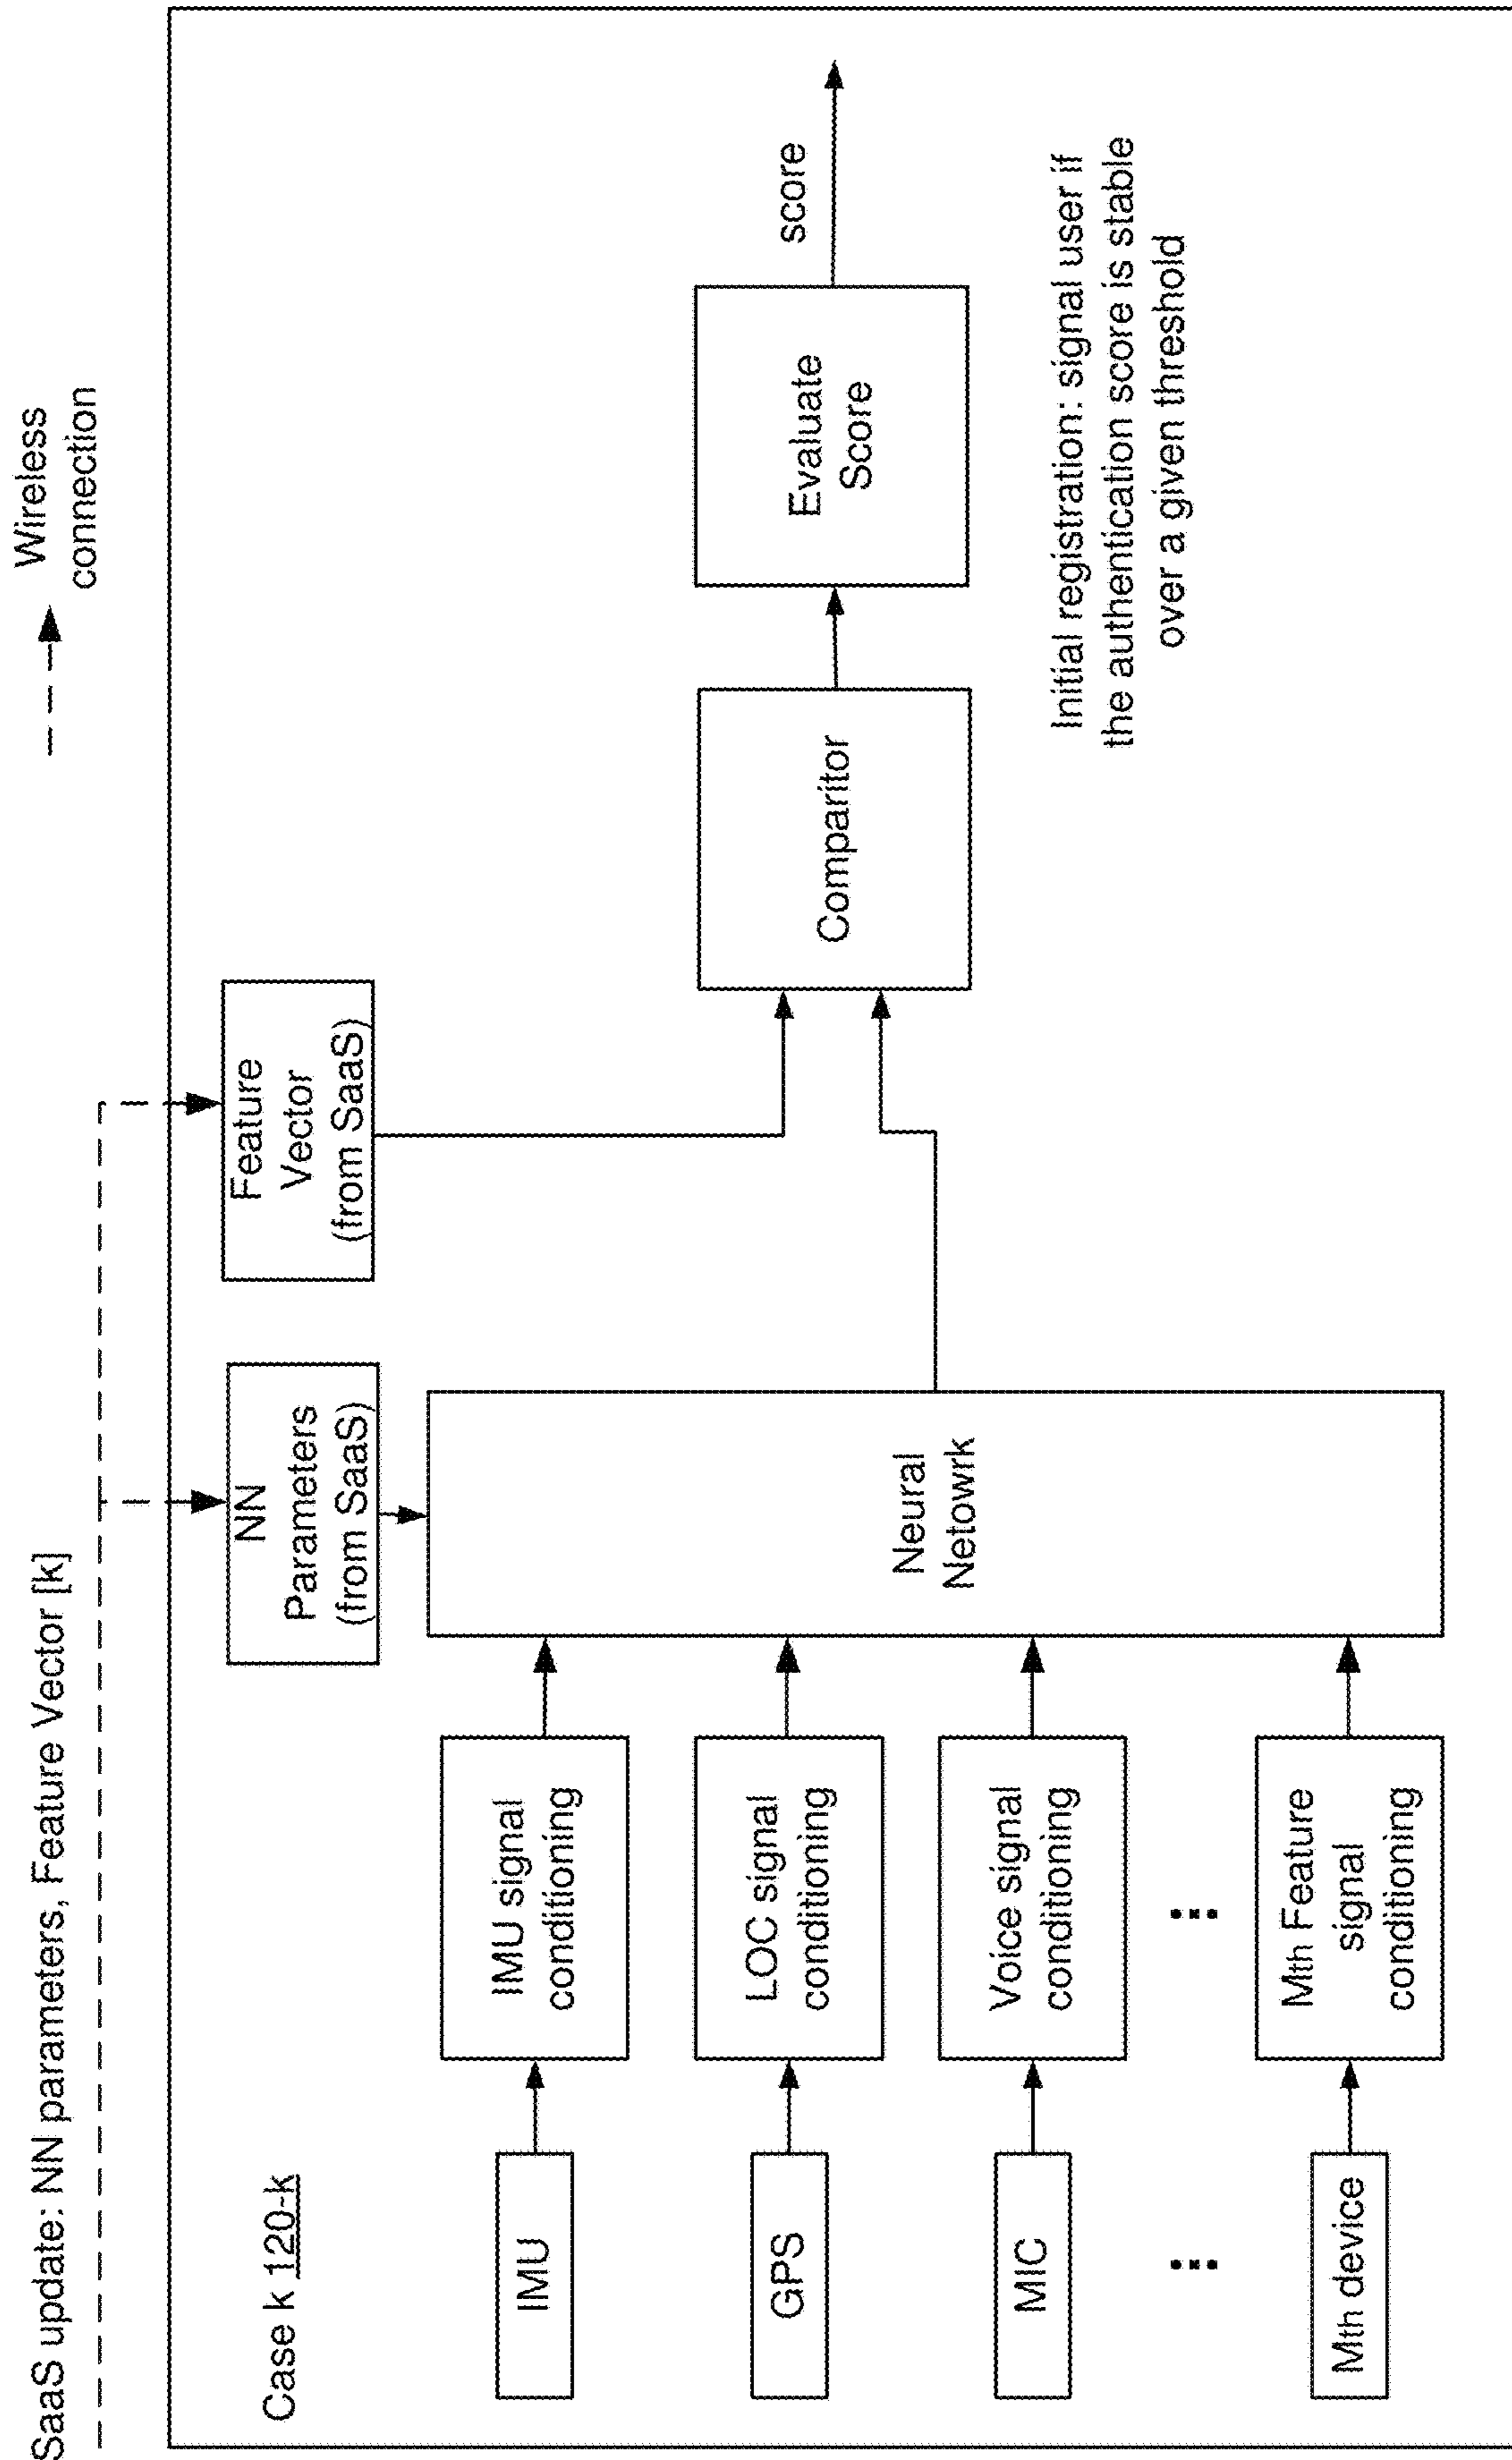 SaaS update: NN parameters, Feature Vector [k]
Wireless
connection
Case k 120-k
NN
Parameters
(from SaaS)
Feature
Vector
(from SaaS)
IMU
IMU signal
conditioning
GPS
LOC signal
conditioning
MIC
Voice signal
conditioning
Mth device
Mth Feature
signal
conditioning
Neural
Netowrk
Comparitor
Evaluate
Score
score
Initial registration: signal user if
the authentication score is stable
over a given threshold